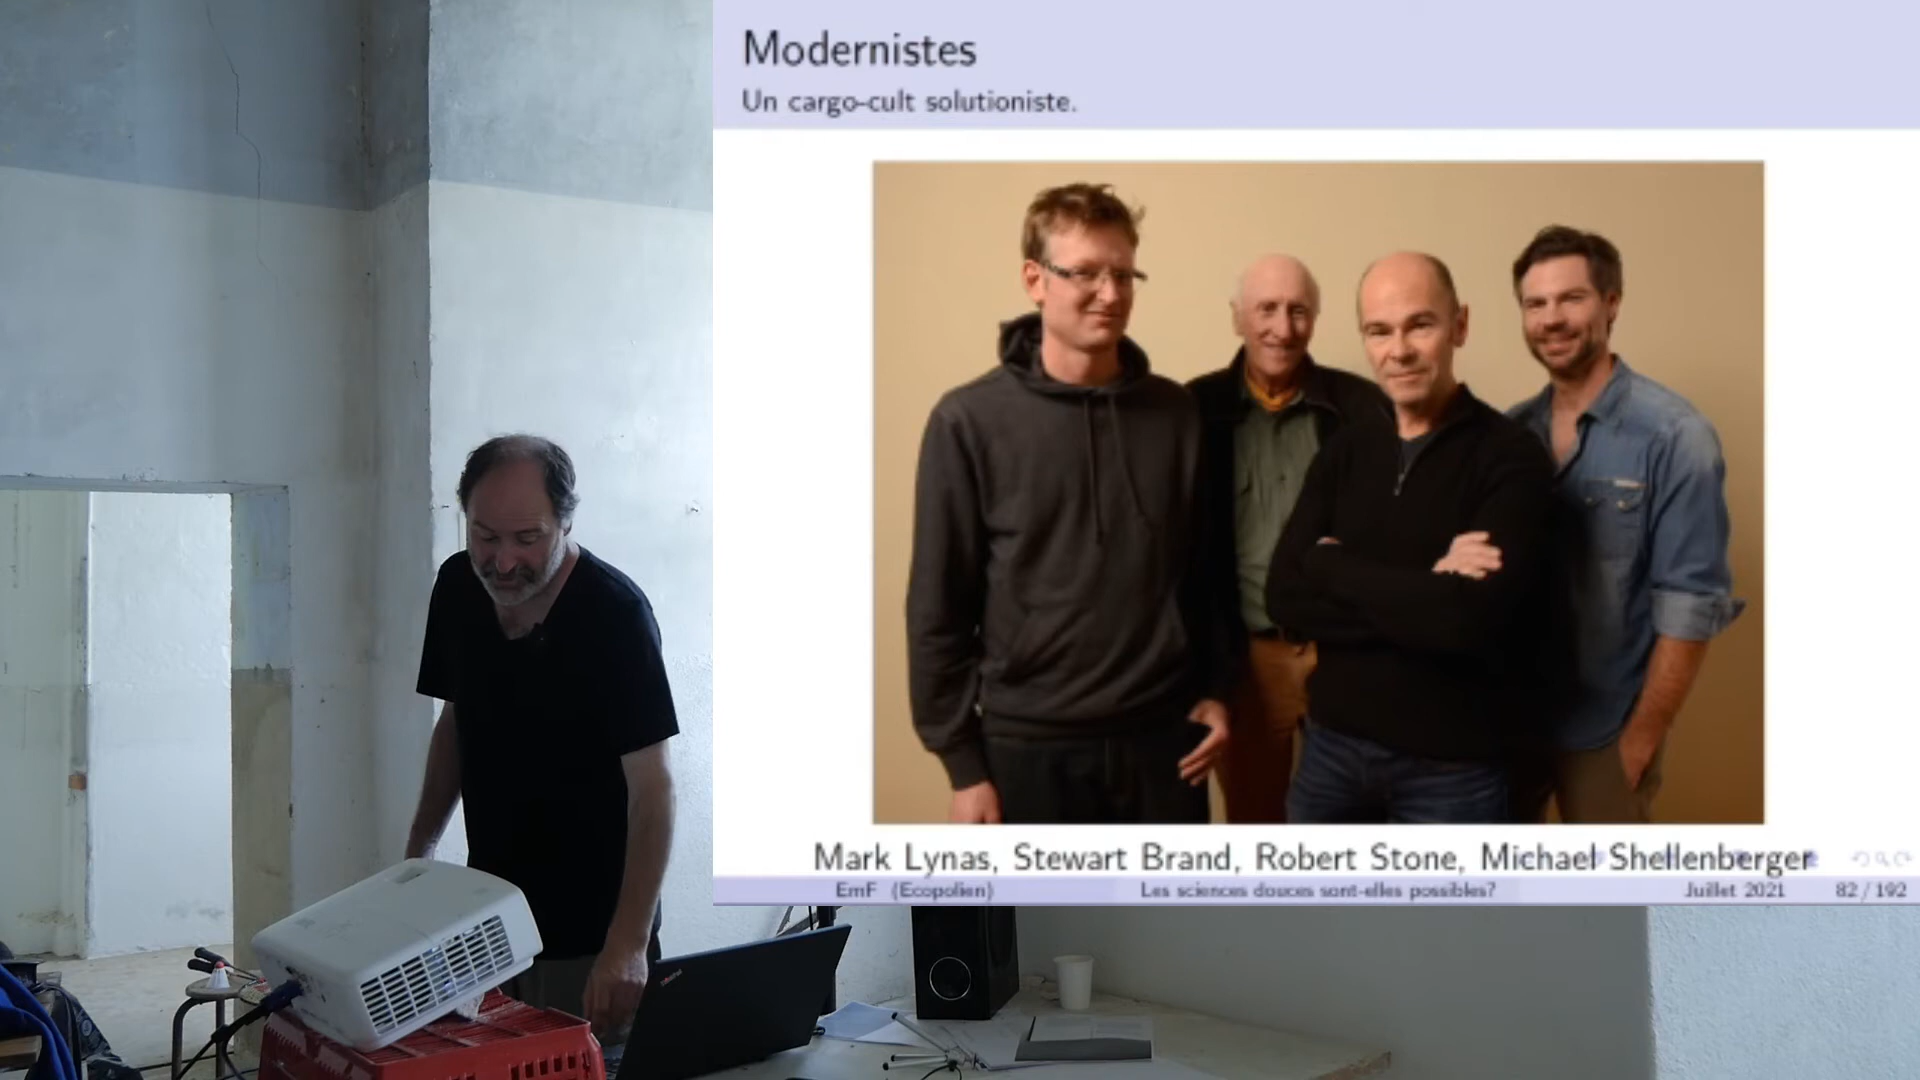 Modernistes
Un cargo-cult solutioniste.
Mark Lynas, Stewart Brand, Robert Stone, Michael Shellenberger
EmF (Ecopolien)
Les sciences douces sont-elles possibles?
Juillet 2021
82 / 192